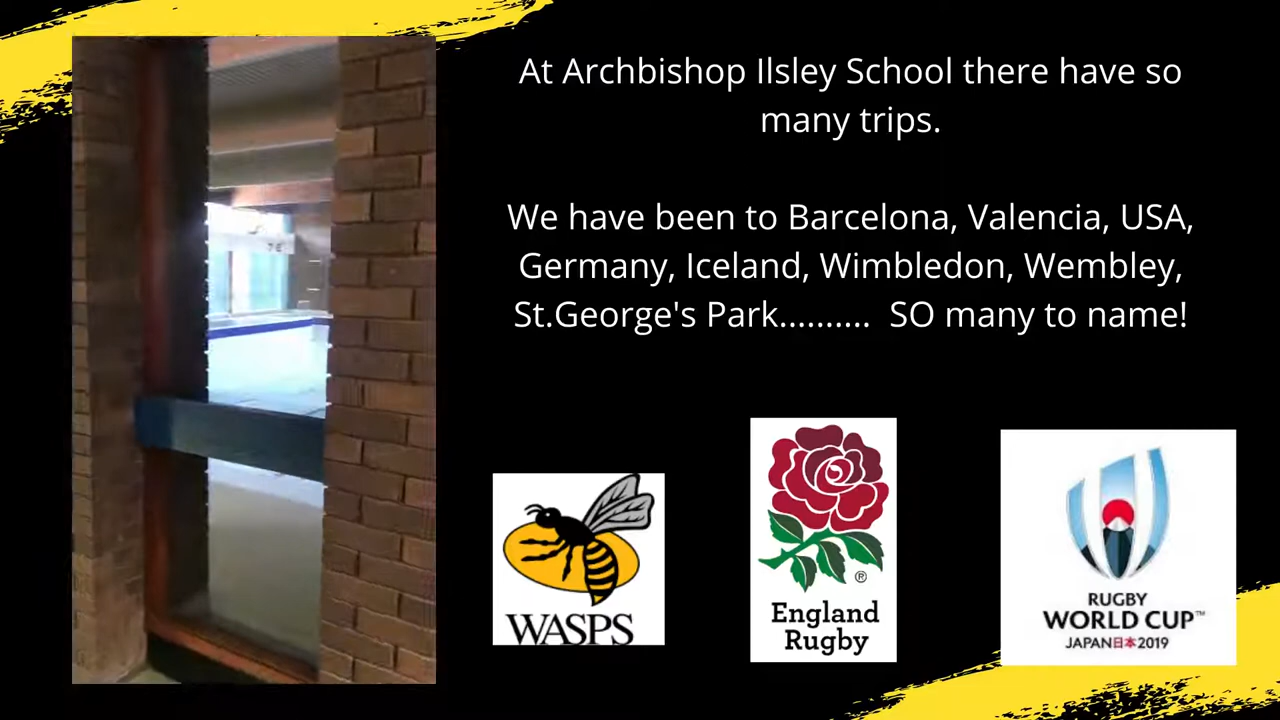 At Archbishop Ilsley School there have so
many trips.
We have been to Barcelona, Valencia, USA,
Germany, Iceland, Wimbledon, Wembley,
St.George's Park.......... SO many to name!
WASPS
England
Rugby
®
RUGBY
WORLD CUP™
JAPAN日本2019